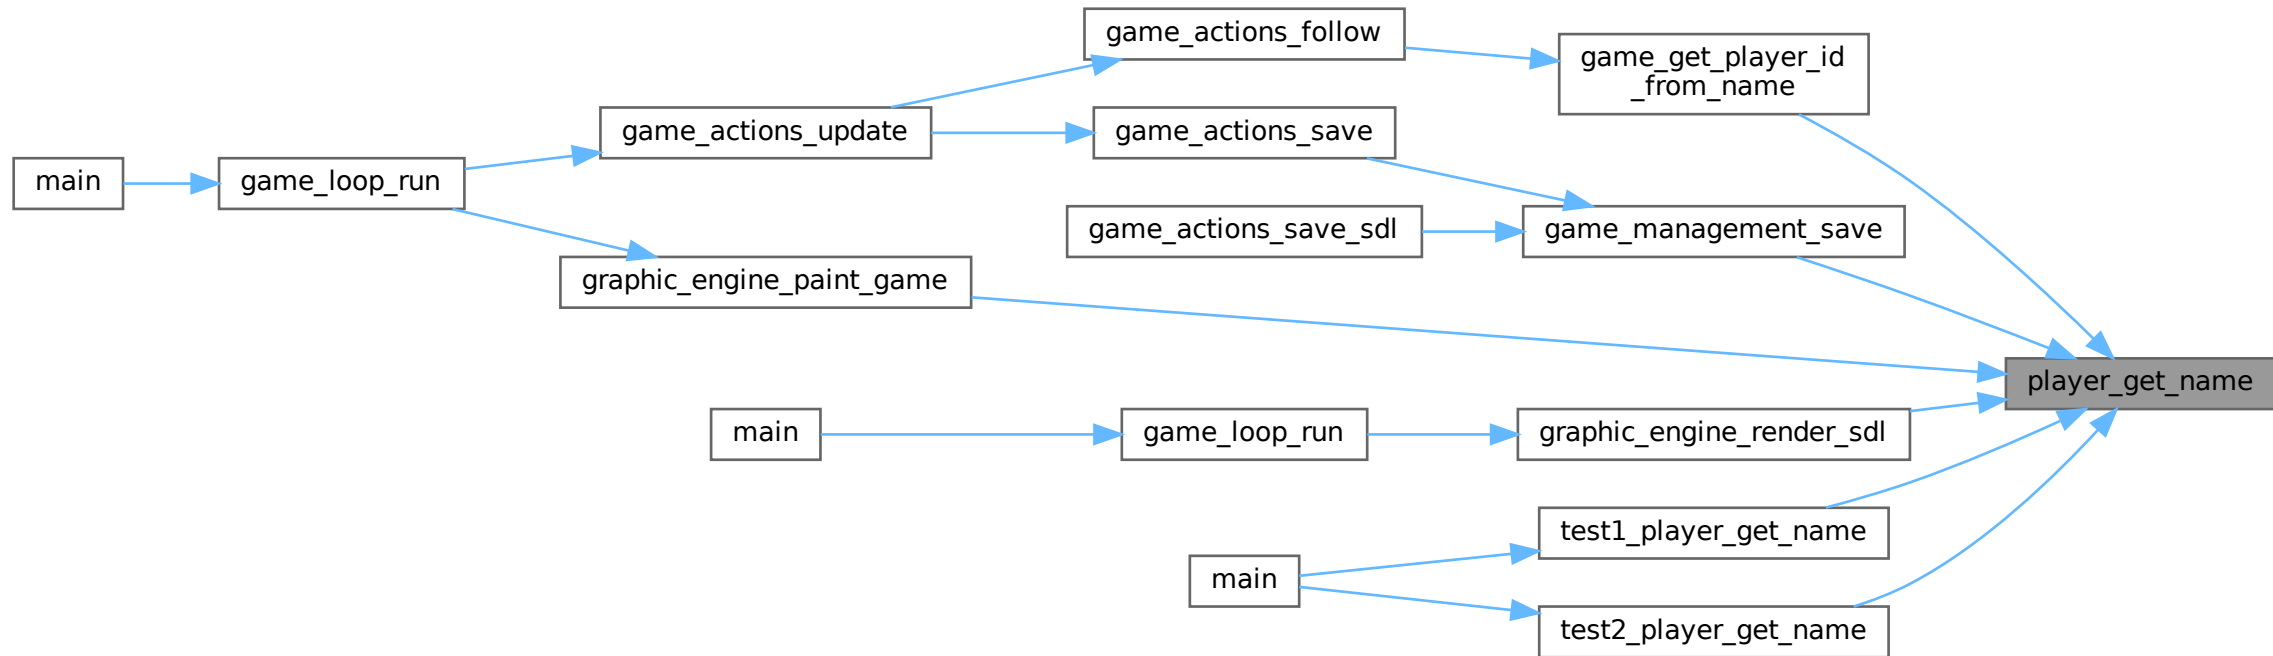 game_actions_follow
game_get_player_id
_from_name
game_actions_update
game_actions_save
main
game_loop_run
game_actions_save_sdl
game_management_save
graphic_engine_paint_game
player_get_name
main
game_loop_run
graphic_engine_render_sdl
test1_player_get_name
main
test2_player_get_name